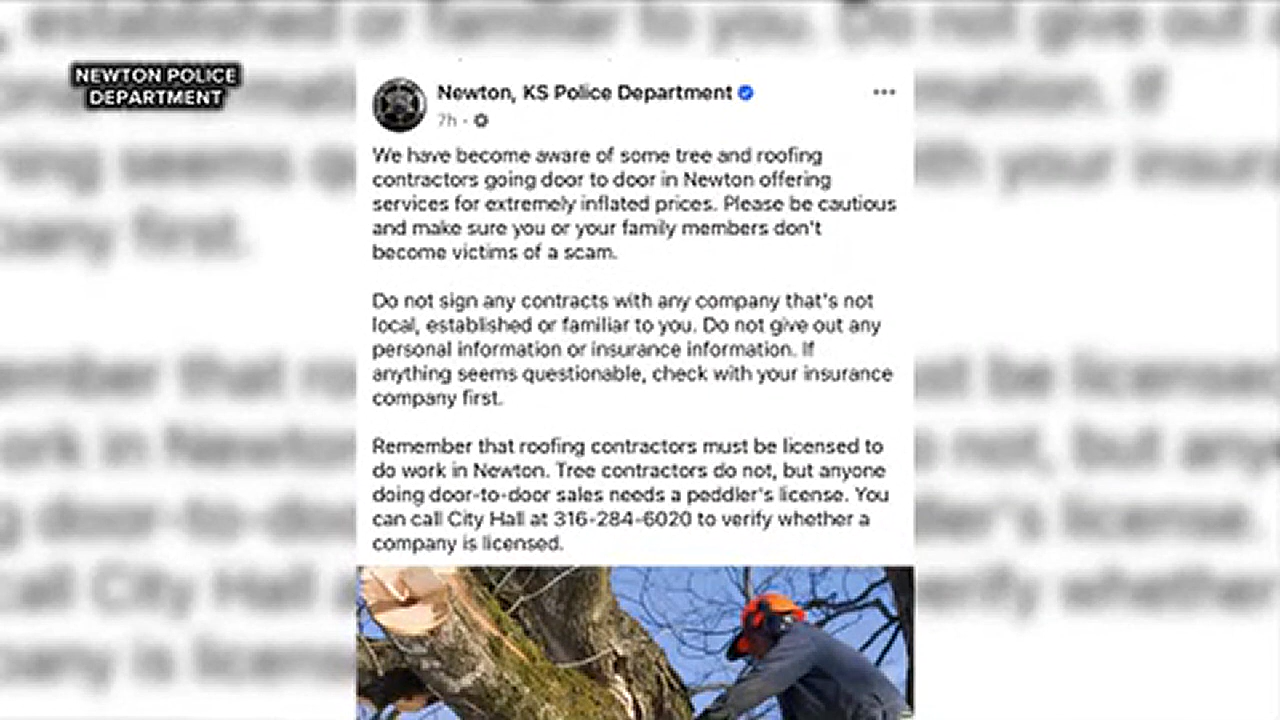 NEWTON POLICE
DEPARTMENT
Newton, KS Police Department
7h
We have become aware of some tree and roofing
contractors going door to door in Newton offering
services for extremely inflated prices. Please be cautious
and make sure you or your family members don't
become victims of a scam.
Do not sign any contracts with any company that's not
local, established or familiar to you. Do not give out any
personal information or insurance information. If
anything seems questionable, check with your insurance
company first.
Remember that roofing contractors must be licensed to
do work in Newton. Tree contractors do not, but anyone
doing door-to-door sales needs a peddler's license. You
can call City Hall at 316-284-6020 to verify whether a
company is licensed.